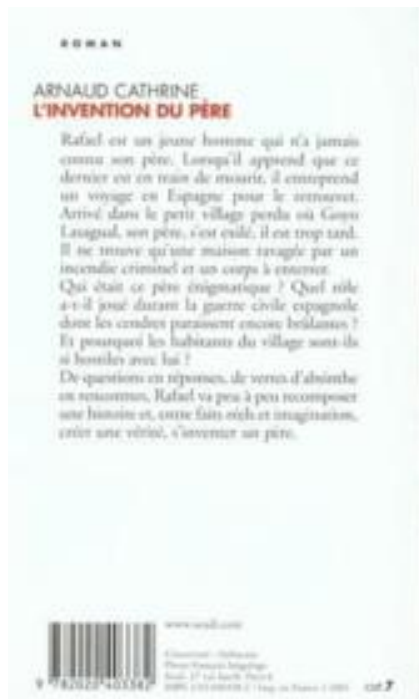 ROMAN
ARNAUD CATHRINE
L'INVENTION DU PÈRE
Rafael est un jeune homme qui n'a jamais
connu son père. Lorsqu'il apprend que ce
dernier est en train de mourir, il entreprend
un voyage en Espagne pour le retrouver.
Arrivé dans le petit village perdu où Goyo
Lasagual, son père, s'est exilé, il est trop tard.
Il ne trouve qu'une maison ravagée par un
incendie criminel et un corps à enterrer.
Qui était ce père énigmatique ? Quel rôle
a-t-il joué durant la guerre civile espagnole
dont les cendres paraissent encore brûlantes ?
Et pourquoi les habitants du village sont-ils
si hostiles avec lui ?
De questions en réponses, de verres d'absinthe
en rencontres, Rafael va peu à peu recomposer
une histoire et, entre faits réels et imagination,
créer une vérité, s'inventer un père.
www.seuil.com
9 782020 403382
cat 7